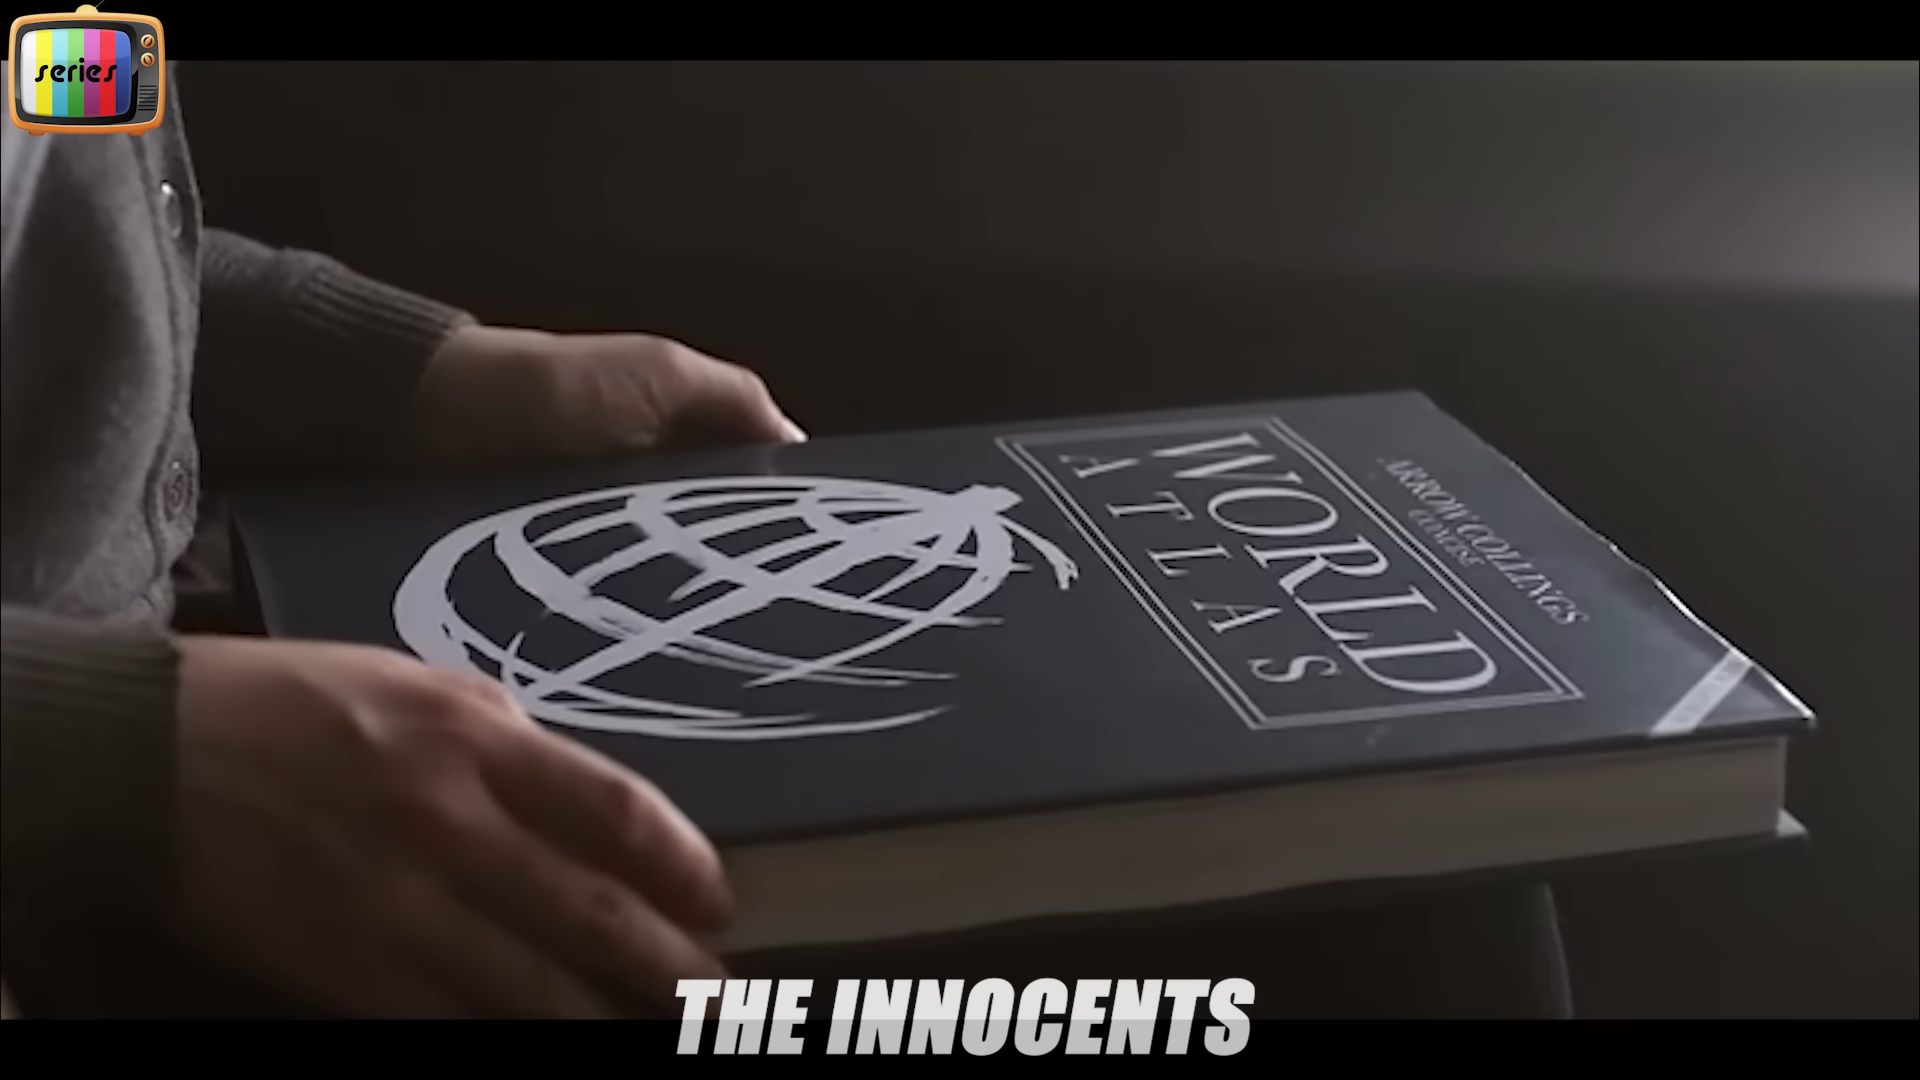 series
ARROW COLLINGS
CONCISE
WORLD
ATLAS
THE INNOCENTS